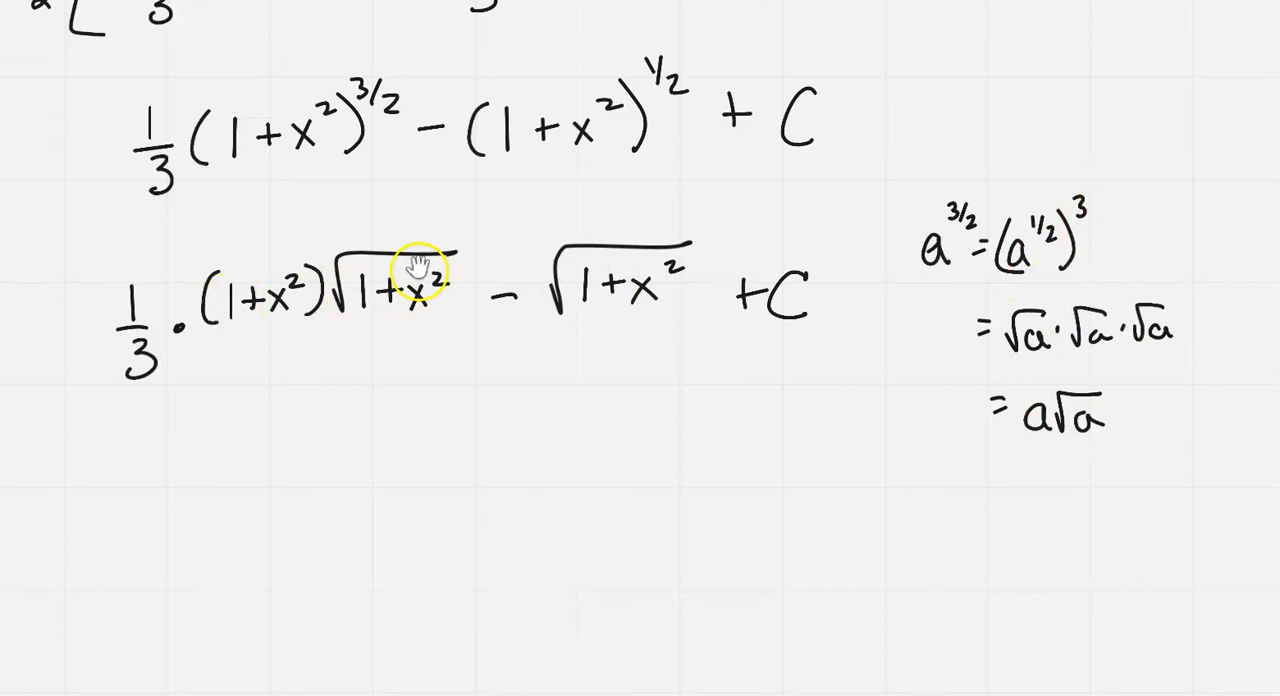 3
1/3 (1+x²)^3/2 − (1+x²)^1/2 + C
a^3/2 = (a^1/2)^3
1/3 · (1+x²)√1+x² − √1+x² + C
= √a · √a · √a
= a√a